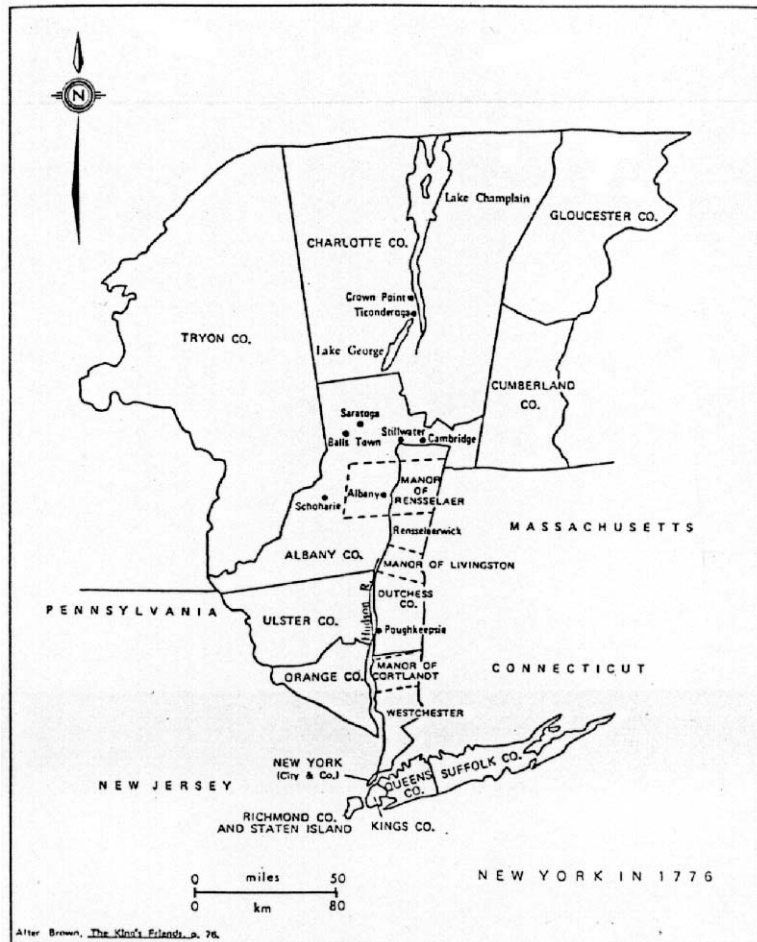 N
Lake Champlain
GLOUCESTER CO.
CHARLOTTE CO.
Crown Point
Ticonderoga
TRYON CO.
Lake George
CUMBERLAND
CO.
Saratoga
Balls Town
Stillwater
Cambridge
MANOR
OF
RENSSELAER
Albany
Schoharie
Rensselaerwick
MASSACHUSETTS
ALBANY CO.
MANOR OF LIVINGSTON
PENNSYLVANIA
DUTCHESS
CO.
ULSTER CO.
Hudson R.
Poughkeepsie
ORANGE CO.
MANOR OF
CORTLANDT
CONNECTICUT
WESTCHESTER
NEW YORK
(City & Co.)
NEW JERSEY
QUEENS
CO.
SUFFOLK CO.
RICHMOND CO.
AND STATEN ISLAND
KINGS CO.
0 miles 50
km 80
NEW YORK IN 1776
After Brown, The King's Friends, p. 76.